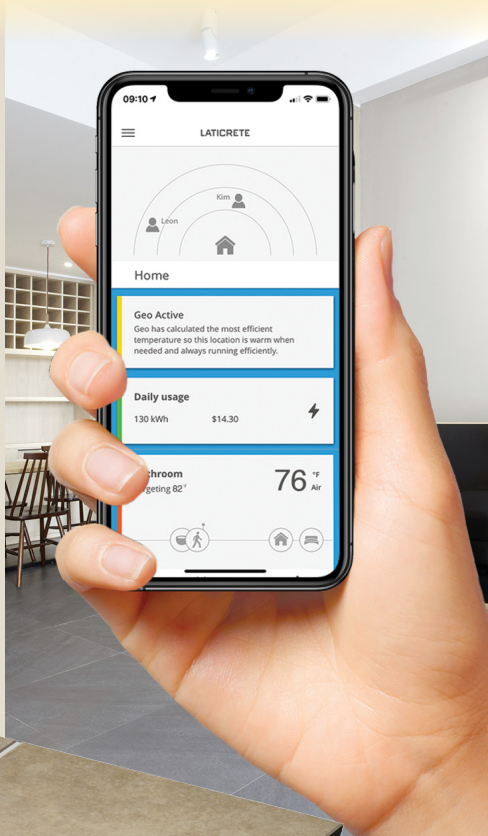 09:10
LATICRETE
Kim
Leon
Home
Geo Active
Geo has calculated the most efficient
temperature so this location is warm when
needed and always running efficiently.
Daily usage
130 kWh $14.30
throom
geting 82°
76 °F
Air